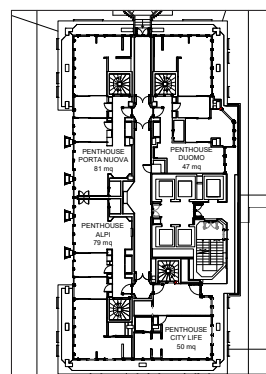 PENTHOUSE
PORTA NUOVA
81 mq
PENTHOUSE
DUOMO
47 mq
PENTHOUSE
ALPI
79 mq
PENTHOUSE
CITY LIFE
50 mq